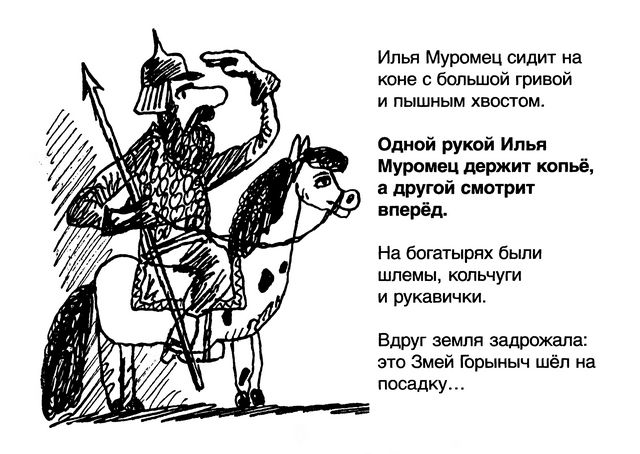 Илья Муромец сидит на
коне с большой гривой
и пышным хвостом.
Одной рукой Илья
Муромец держит копьё,
а другой смотрит
вперёд.
На богатырях были
шлемы, кольчуги
и рукавички.
Вдруг земля задрожала:
это Змей Горыныч шёл на
посадку...